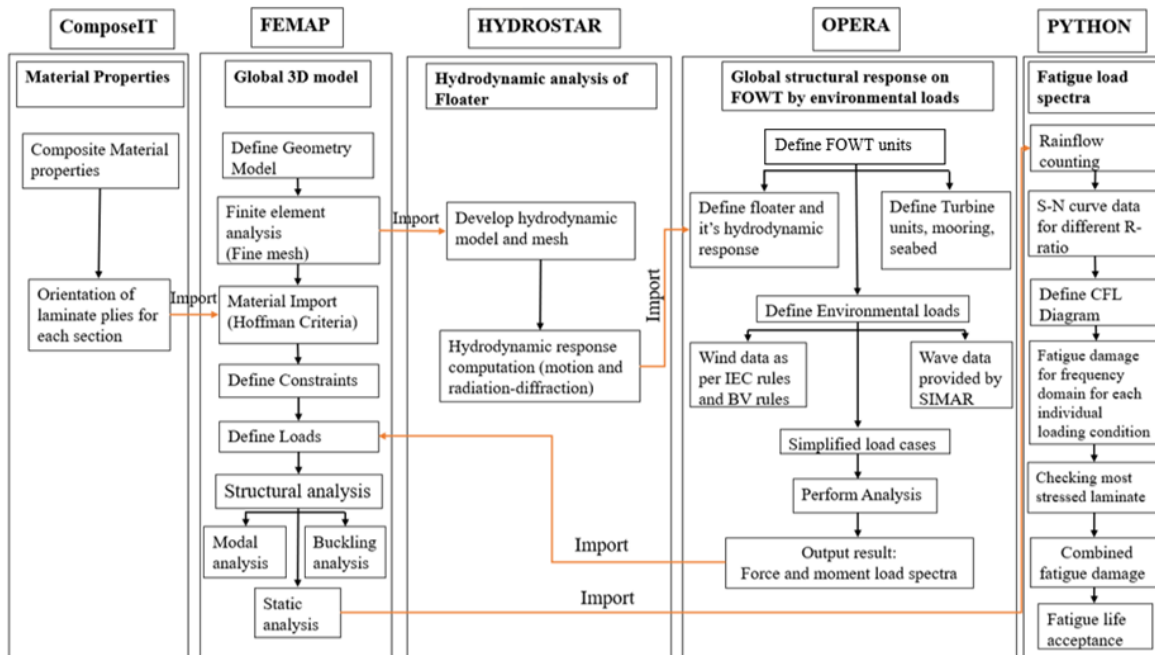 ComposeIT
Material Properties
Composite Material
properties
Orientation of
laminate plies for
each section
Import
FEMAP
Global 3D model
Define Geometry
Model
Finite element
analysis
(Fine mesh)
Material Import
(Hoffman Criteria)
Define Constraints
Define Loads
Structural analysis
Modal
analysis
Buckling
analysis
Static
analysis
Import
HYDROSTAR
Hydrodynamic analysis of
Floater
Develop hydrodynamic
model and mesh
Hydrodynamic response
computation (motion and
radiation-diffraction)
Import
OPERA
Global structural response on
FOWT by environmental loads
Define FOWT units
Define floater and
it's hydrodynamic
response
Define Turbine
units, mooring,
seabed
Define Environmental loads
Wind data as
per IEC rules
and BV rules
Wave data
provided by
SIMAR
Simplified load cases
Perform Analysis
Output result:
Force and moment load spectra
Import
Import
PYTHON
Fatigue load
spectra
Rainflow
counting
S-N curve data
for different R-
ratio
Define CFL
Diagram
Fatigue damage
for frequency
domain for each
individual
loading condition
Checking most
stressed laminate
Combined
fatigue damage
Fatigue life
acceptance